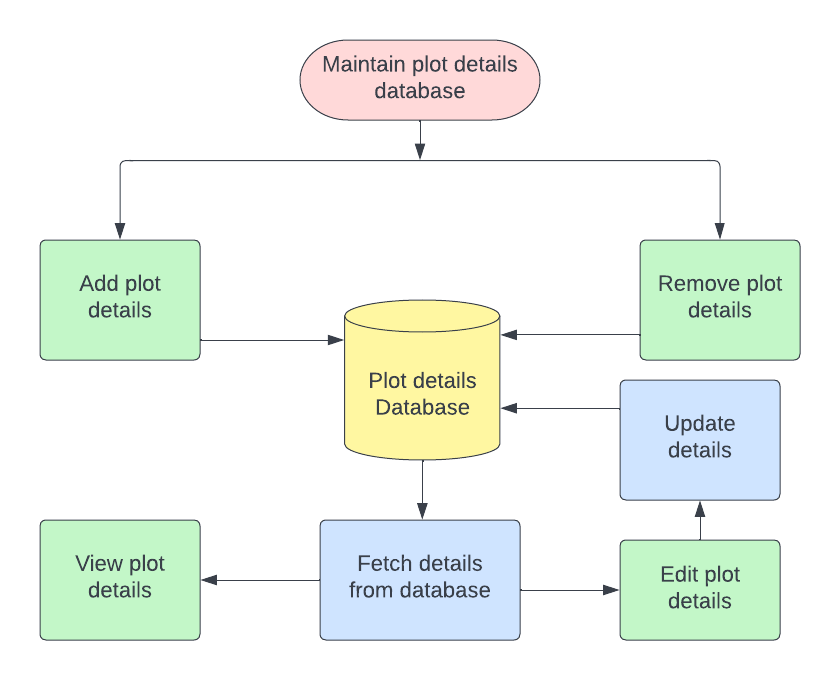 Maintain plot details
database
Add plot
details
Remove plot
details
Plot details
Database
Update
details
View plot
details
Fetch details
from database
Edit plot
details